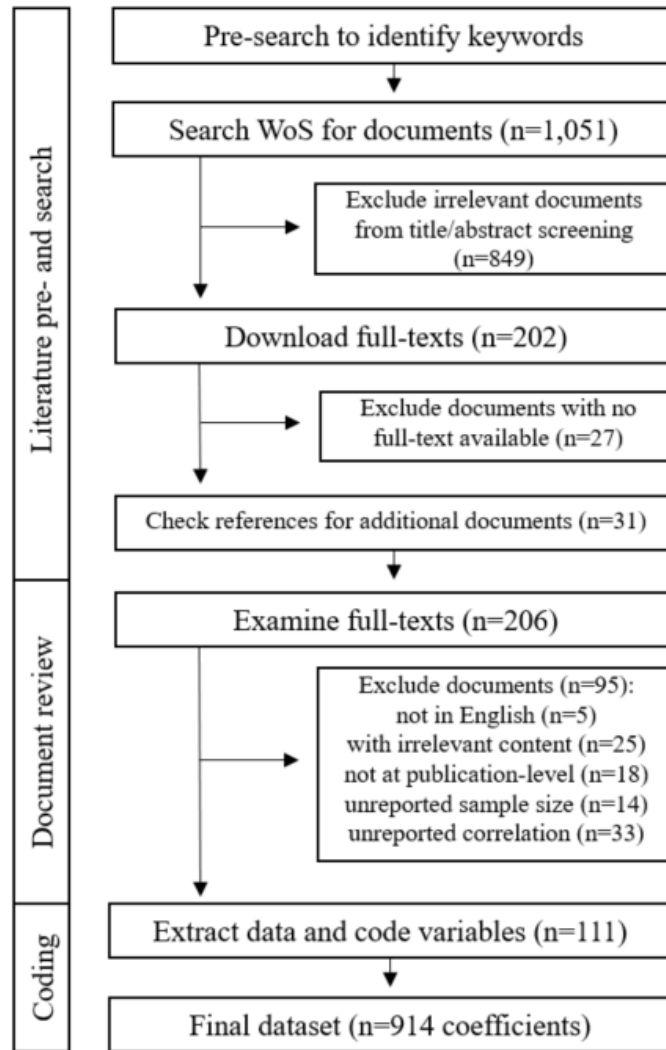 Literature pre- and search
Pre-search to identify keywords
Search WoS for documents (n=1,051)
Exclude irrelevant documents
from title/abstract screening
(n=849)
Download full-texts (n=202)
Exclude documents with no
full-text available (n=27)
Check references for additional documents (n=31)
Document review
Examine full-texts (n=206)
Exclude documents (n=95):
not in English (n=5)
with irrelevant content (n=25)
not at publication-level (n=18)
unreported sample size (n=14)
unreported correlation (n=33)
Coding
Extract data and code variables (n=111)
Final dataset (n=914 coefficients)